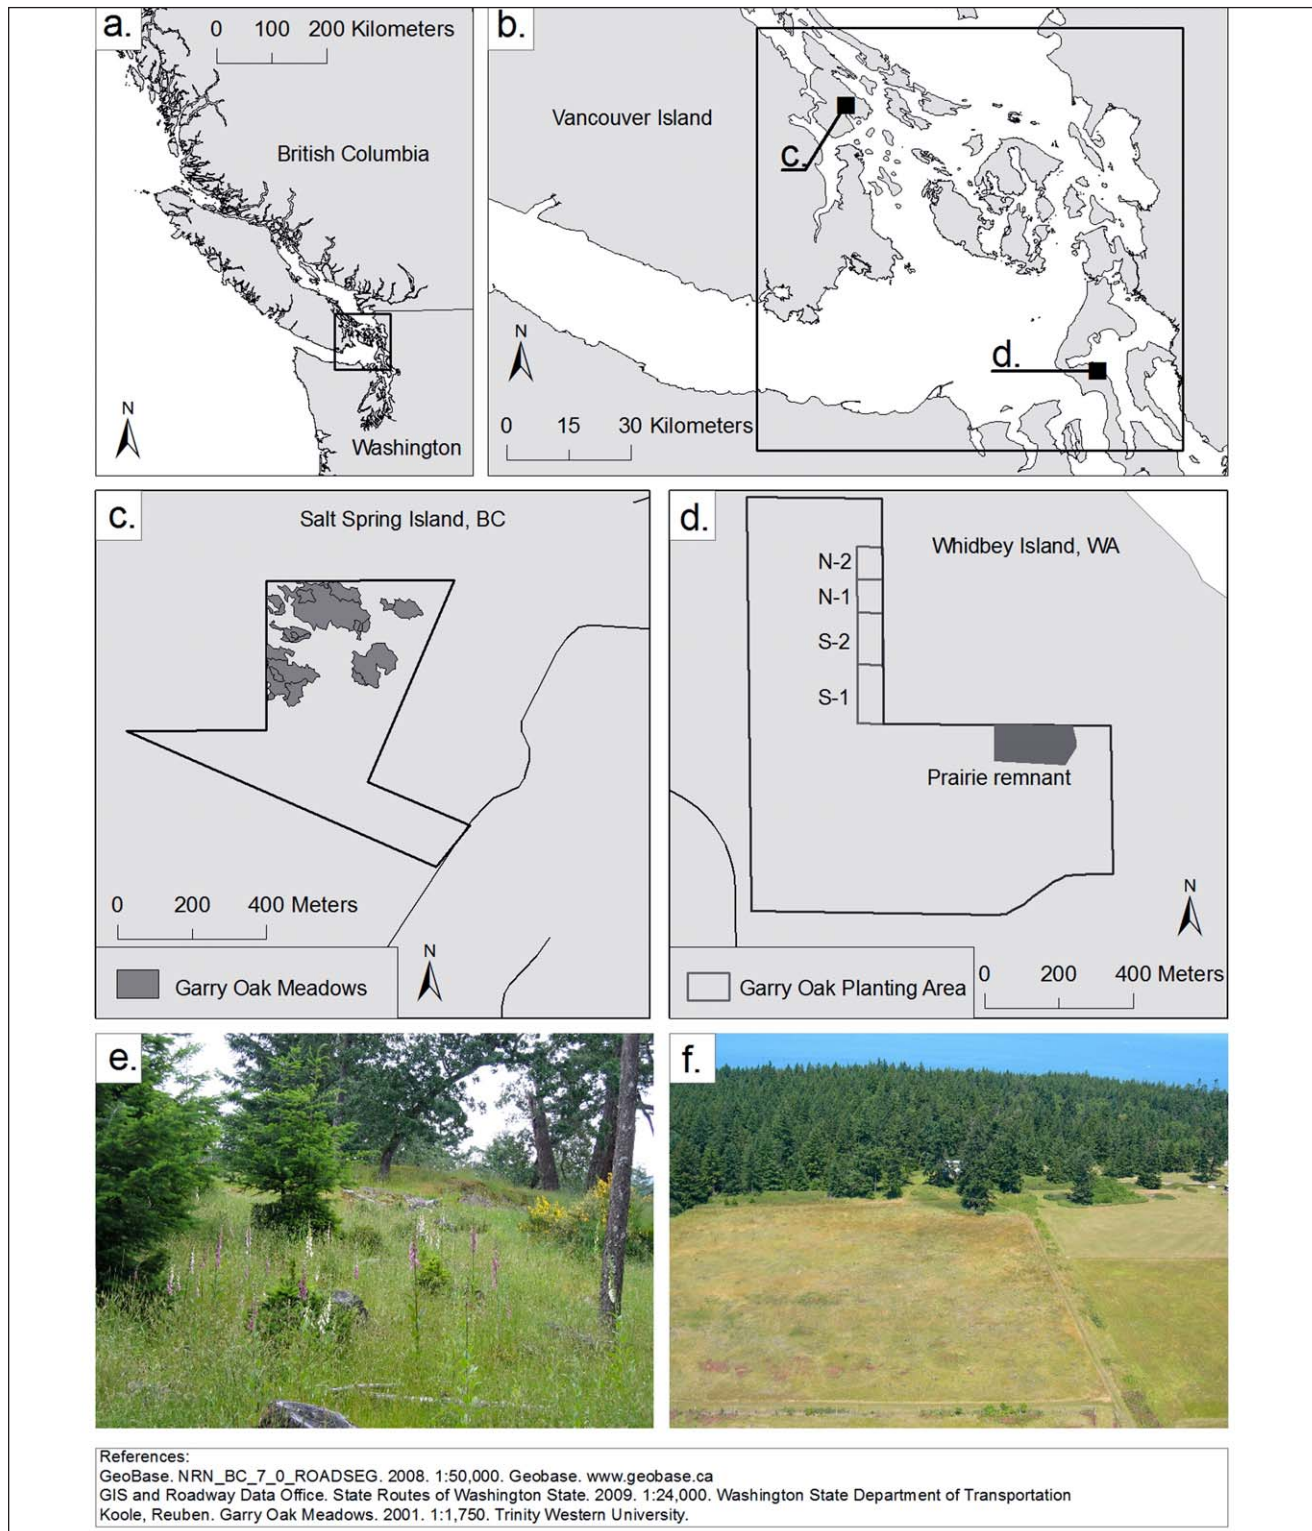 a.
0 100 200 Kilometers
British Columbia
N
Washington
b.
Vancouver Island
c.
d.
N
0 15 30 Kilometers
c.
Salt Spring Island, BC
0 200 400 Meters
N
Garry Oak Meadows
d.
Whidbey Island, WA
N-2
N-1
S-2
S-1
Prairie remnant
N
Garry Oak Planting Area
0 200 400 Meters
e.
f.
References:
GeoBase. NRN_BC_7_0_ROADSEG. 2008. 1:50,000. Geobase. www.geobase.ca
GIS and Roadway Data Office. State Routes of Washington State. 2009. 1:24,000. Washington State Department of Transportation
Koole, Reuben. Garry Oak Meadows. 2001. 1:1,750. Trinity Western University.